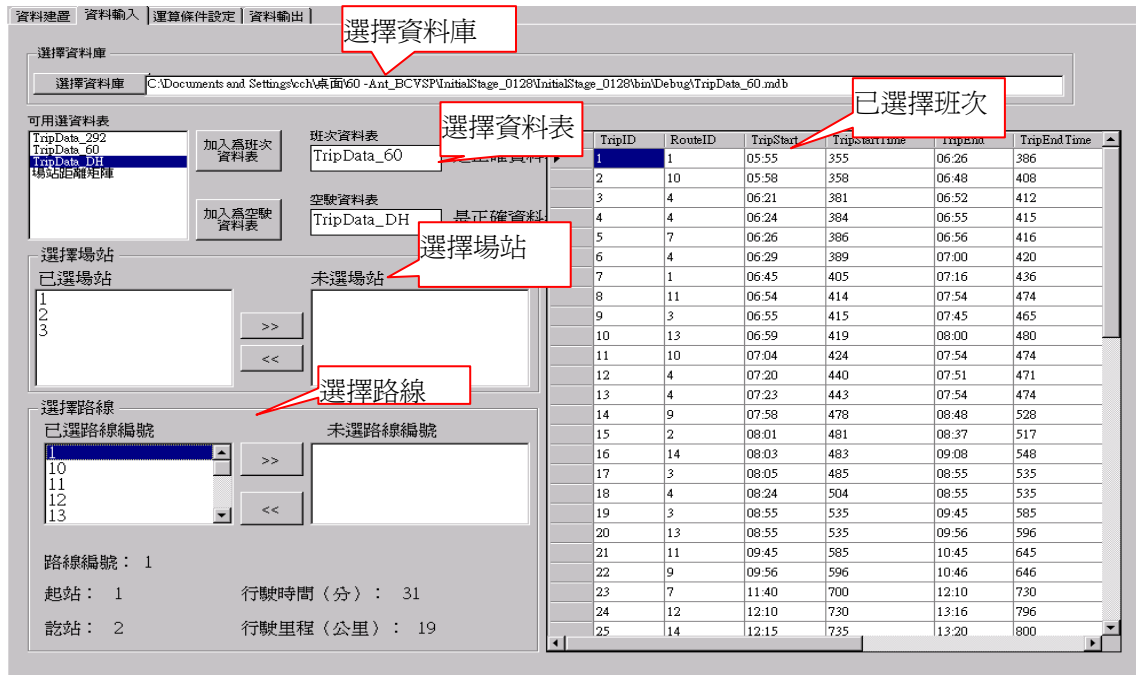 資料建置 資料輸入 運算條件設定 資料輸出
選擇資料庫
選擇資料庫
選擇資料庫 C:\Documents and Settings\cch\桌面\60 -Ant_BCVSP\InitialStage_0128\InitialStage_0128\bin\Debug\TripData_60.mdb
已選擇班次
可用選資料表
TripData_292
TripData_60
TripData_DH
場站距離矩陣
加入為班次
資料表
班次資料表
TripData_60
選擇資料表
加入為空駛
資料表
空駛資料表
TripData_DH 是正確資料
選擇場站
選擇場站
已選場站 未選場站
1
2
3
>>
<<
選擇路線
選擇路線
已選路線編號 未選路線編號
1
10
11
12
13
>>
<<
路線編號： 1
起站： 1 行駛時間（分）： 31
訖站： 2 行駛里程（公里）： 19
TripID RouteID TripStart TripStartTime TripEnd TripEndTime
1 1 05:55 355 06:26 386
2 10 05:58 358 06:48 408
3 4 06:21 381 06:52 412
4 4 06:24 384 06:55 415
5 7 06:26 386 06:56 416
6 4 06:29 389 07:00 420
7 1 06:45 405 07:16 436
8 11 06:54 414 07:54 474
9 3 06:55 415 07:45 465
10 13 06:59 419 08:00 480
11 10 07:04 424 07:54 474
12 4 07:20 440 07:51 471
13 4 07:23 443 07:54 474
14 9 07:58 478 08:48 528
15 2 08:01 481 08:37 517
16 14 08:03 483 09:08 548
17 3 08:05 485 08:55 535
18 4 08:24 504 08:55 535
19 3 08:55 535 09:45 585
20 13 08:55 535 09:56 596
21 11 09:45 585 10:45 645
22 9 09:56 596 10:46 646
23 7 11:40 700 12:10 730
24 12 12:10 730 13:16 796
25 14 12:15 735 13:20 800